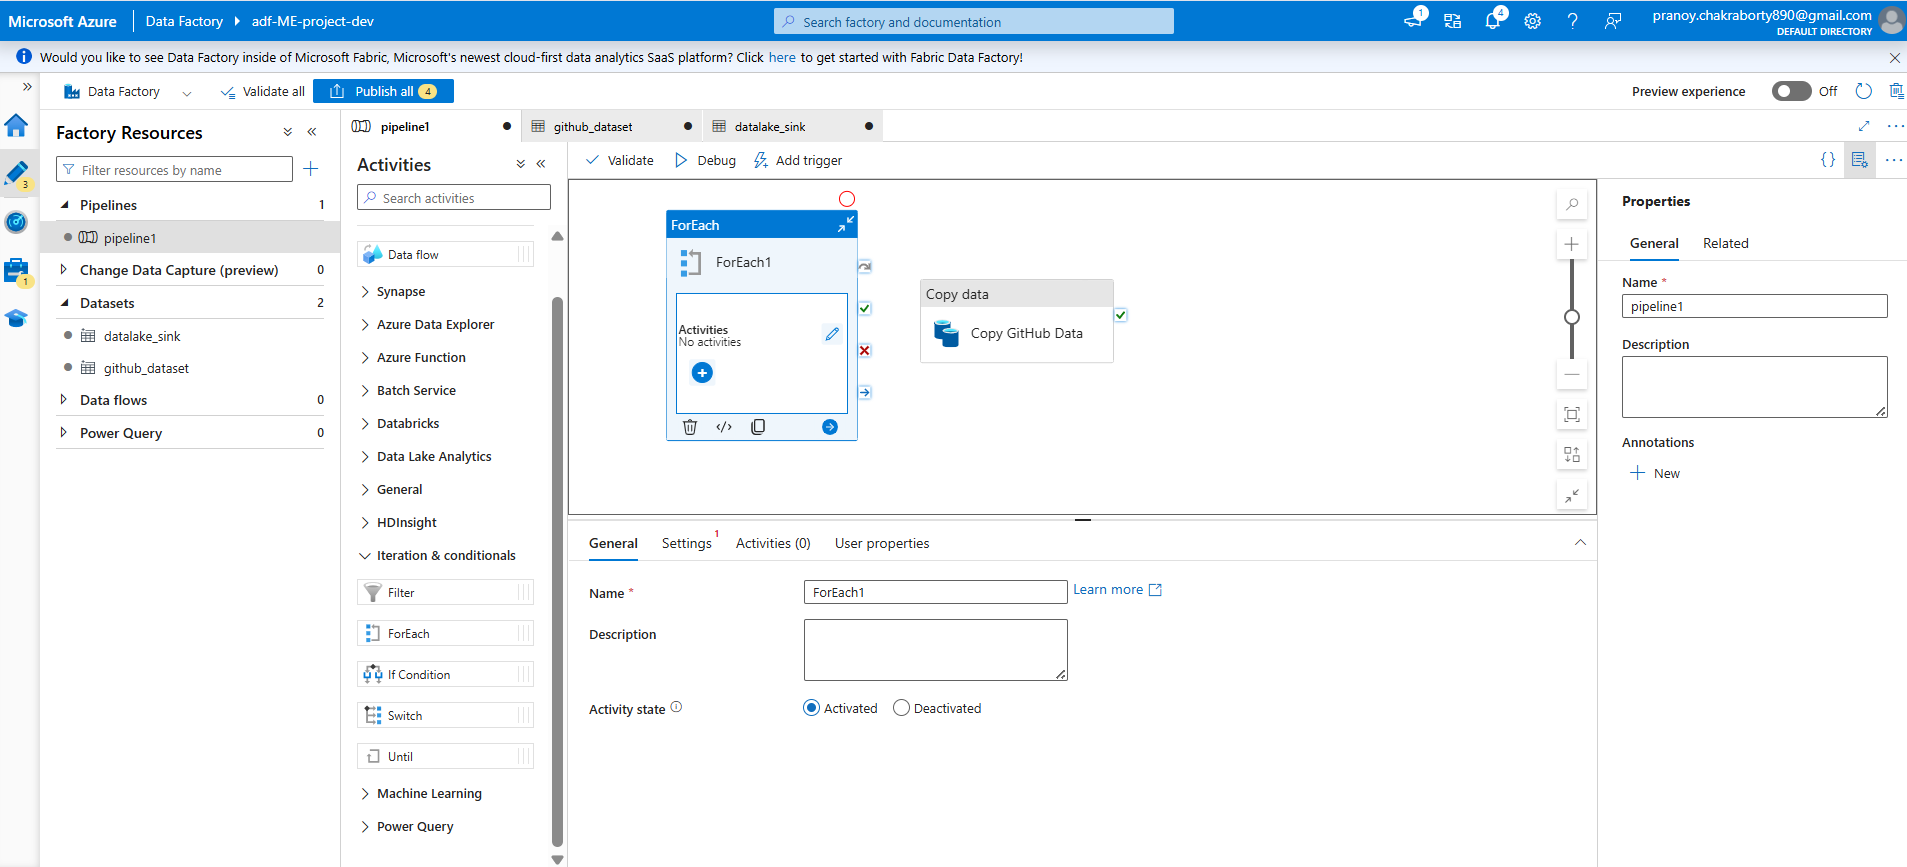 Microsoft Azure Data Factory adf-ME-project-dev Search factory and documentation 1 4 pranoy.chakraborty890@gmail.com
DEFAULT DIRECTORY
Would you like to see Data Factory inside of Microsoft Fabric, Microsoft's newest cloud-first data analytics SaaS platform? Click here to get started with Fabric Data Factory!
Data Factory Validate all Publish all 4 Preview experience Off
Factory Resources
Filter resources by name
3
1
Pipelines 1
pipeline1
Change Data Capture (preview) 0
Datasets 2
datalake_sink
github_dataset
Data flows 0
Power Query 0
pipeline1 github_dataset datalake_sink
Activities
Search activities
Data flow
Synapse
Azure Data Explorer
Azure Function
Batch Service
Databricks
Data Lake Analytics
General
HDInsight
Iteration & conditionals
Filter
ForEach
If Condition
Switch
Until
Machine Learning
Power Query
Validate Debug Add trigger {}
ForEach
ForEach1
Activities
No activities
</>
Copy data
Copy GitHub Data
General Settings 1 Activities (0) User properties
Name * ForEach1 Learn more
Description
Activity state Activated Deactivated
Properties
General Related
Name *
pipeline1
Description
Annotations
New